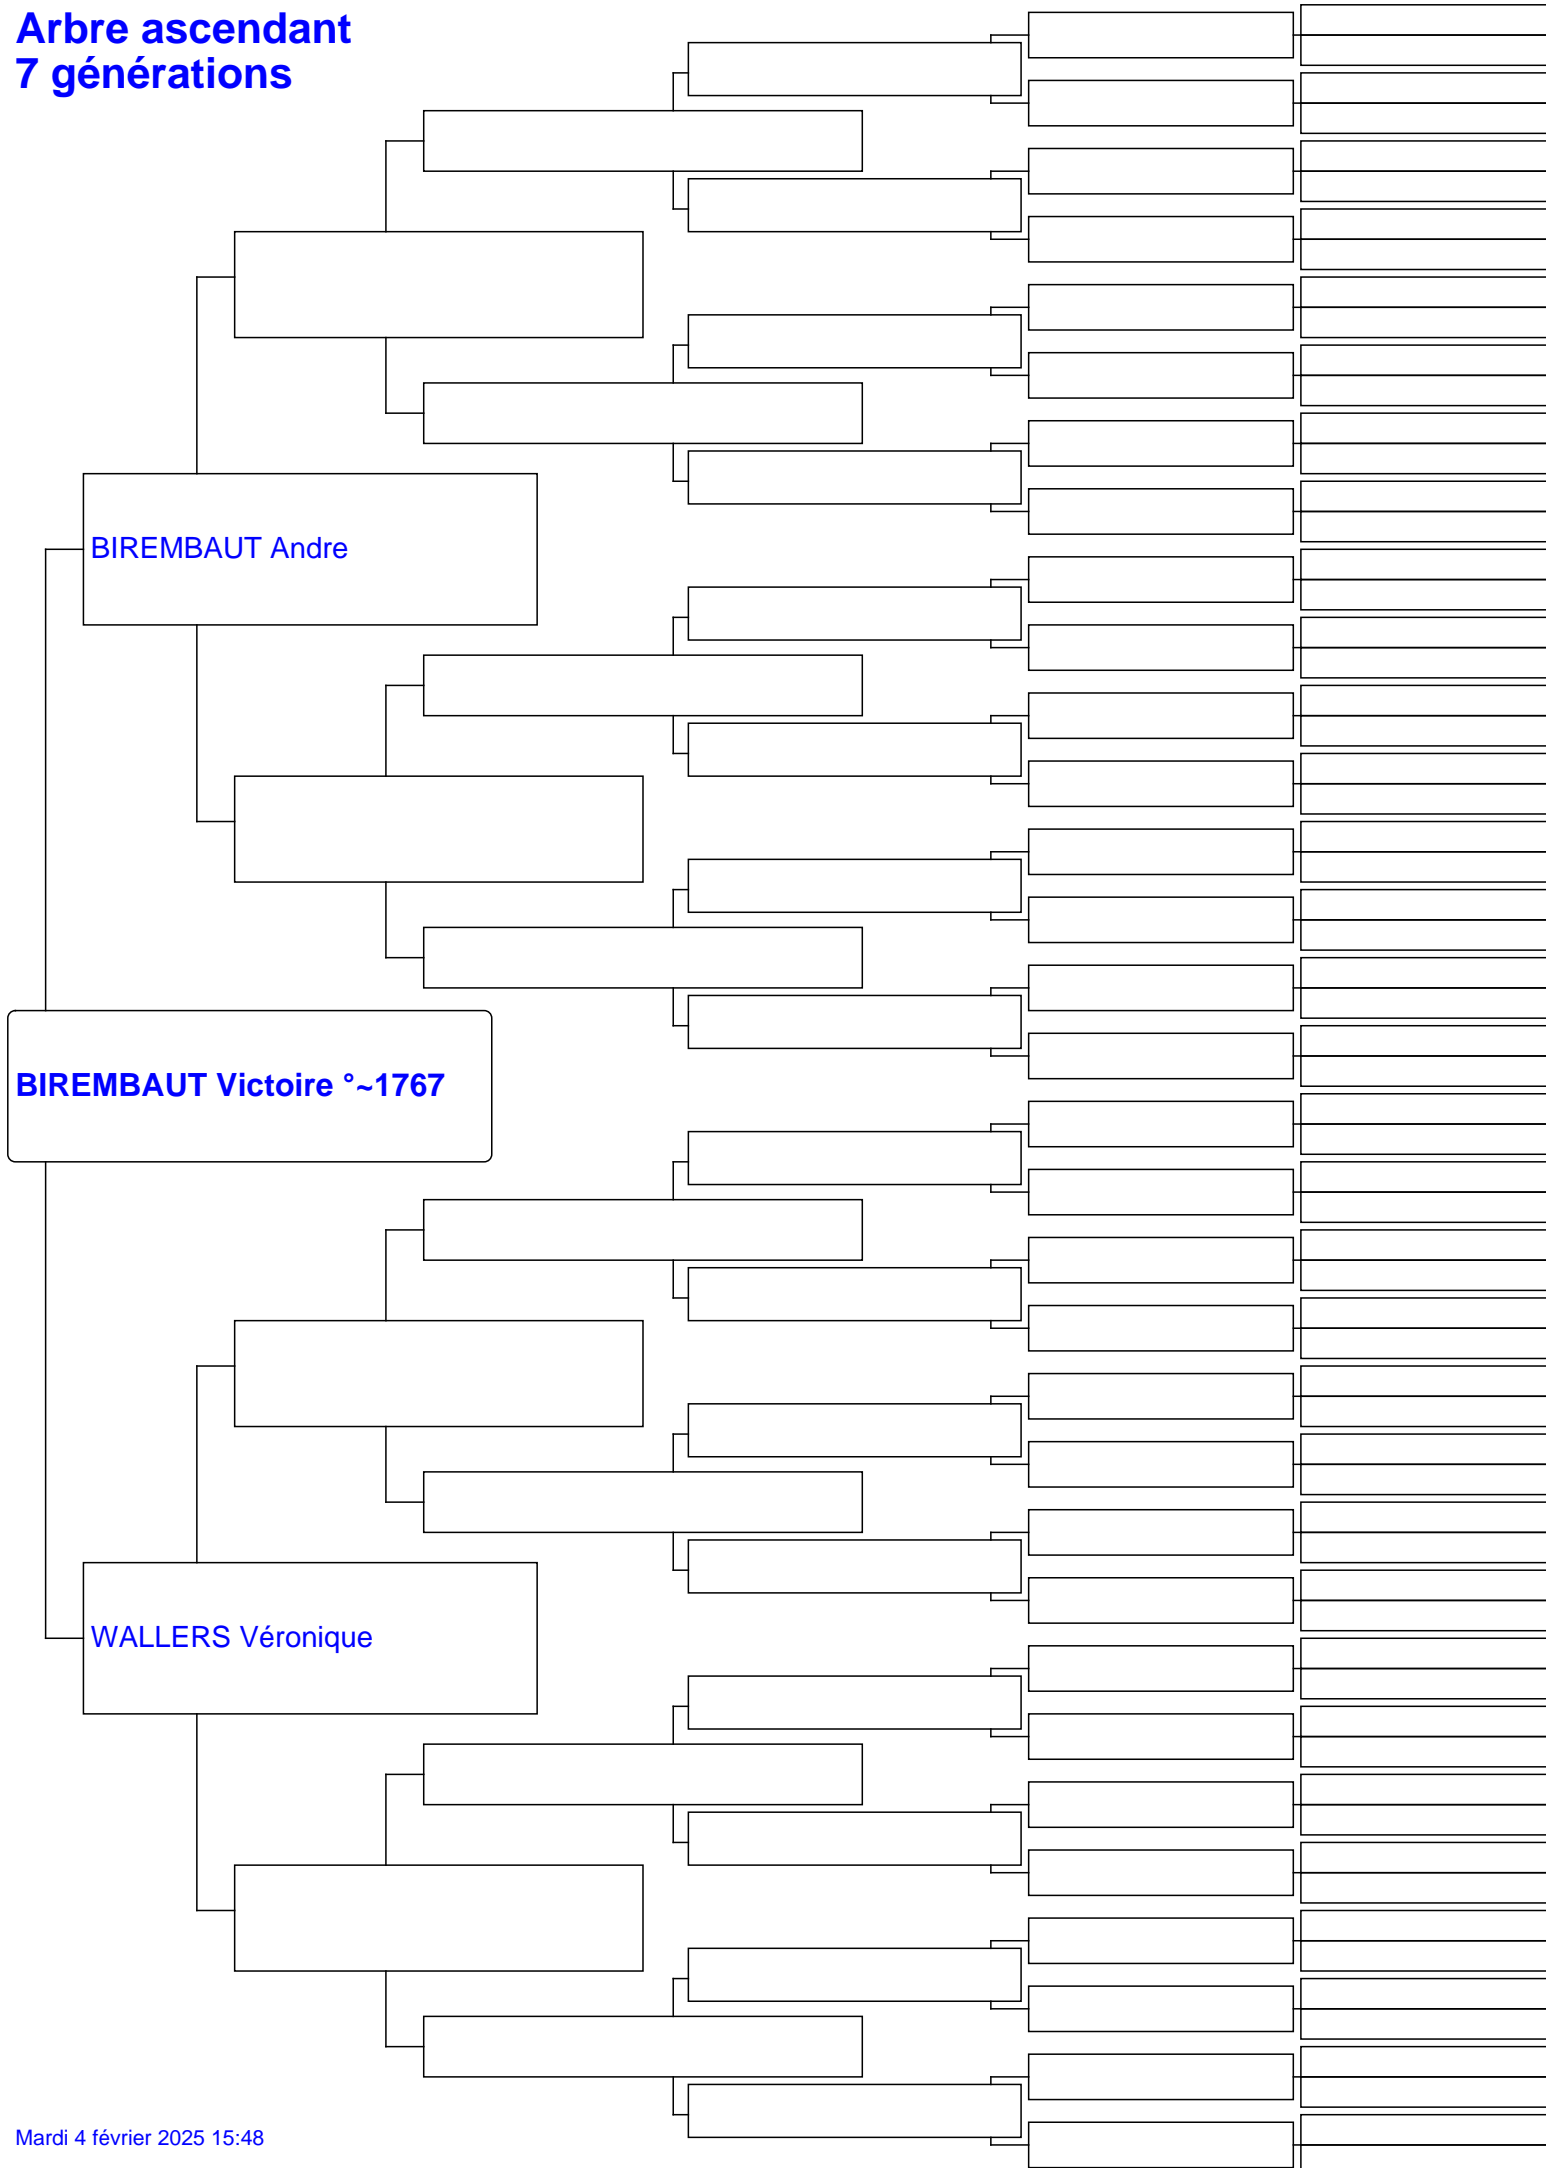 Arbre ascendant
7 générations
BIREMBAUT Andre
BIREMBAUT Victoire °~1767
WALLERS Véronique
Mardi 4 février 2025 15:48